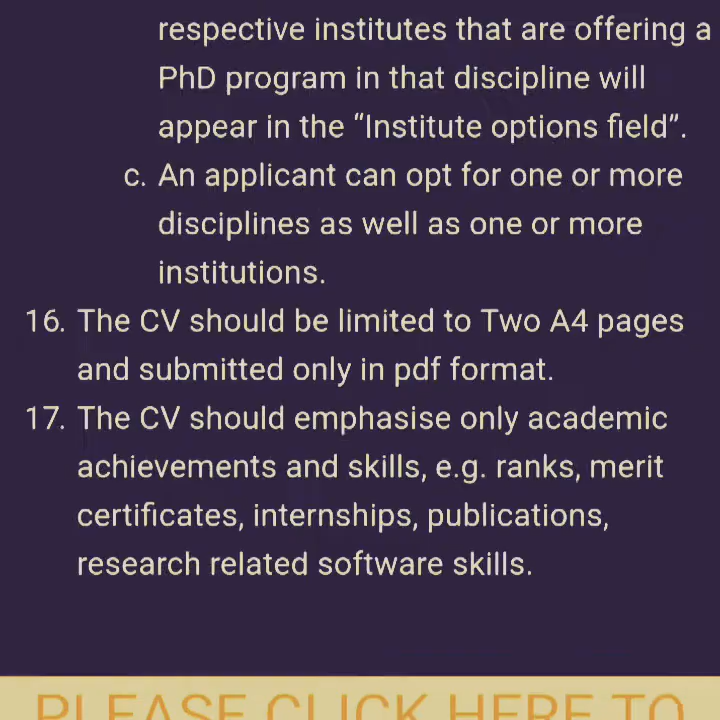 respective institutes that are offering a
PhD program in that discipline will
appear in the “Institute options field”.
c. An applicant can opt for one or more
disciplines as well as one or more
institutions.
16. The CV should be limited to Two A4 pages
and submitted only in pdf format.
17. The CV should emphasise only academic
achievements and skills, e.g. ranks, merit
certificates, internships, publications,
research related software skills.
PLEASE CLICK HERE TO